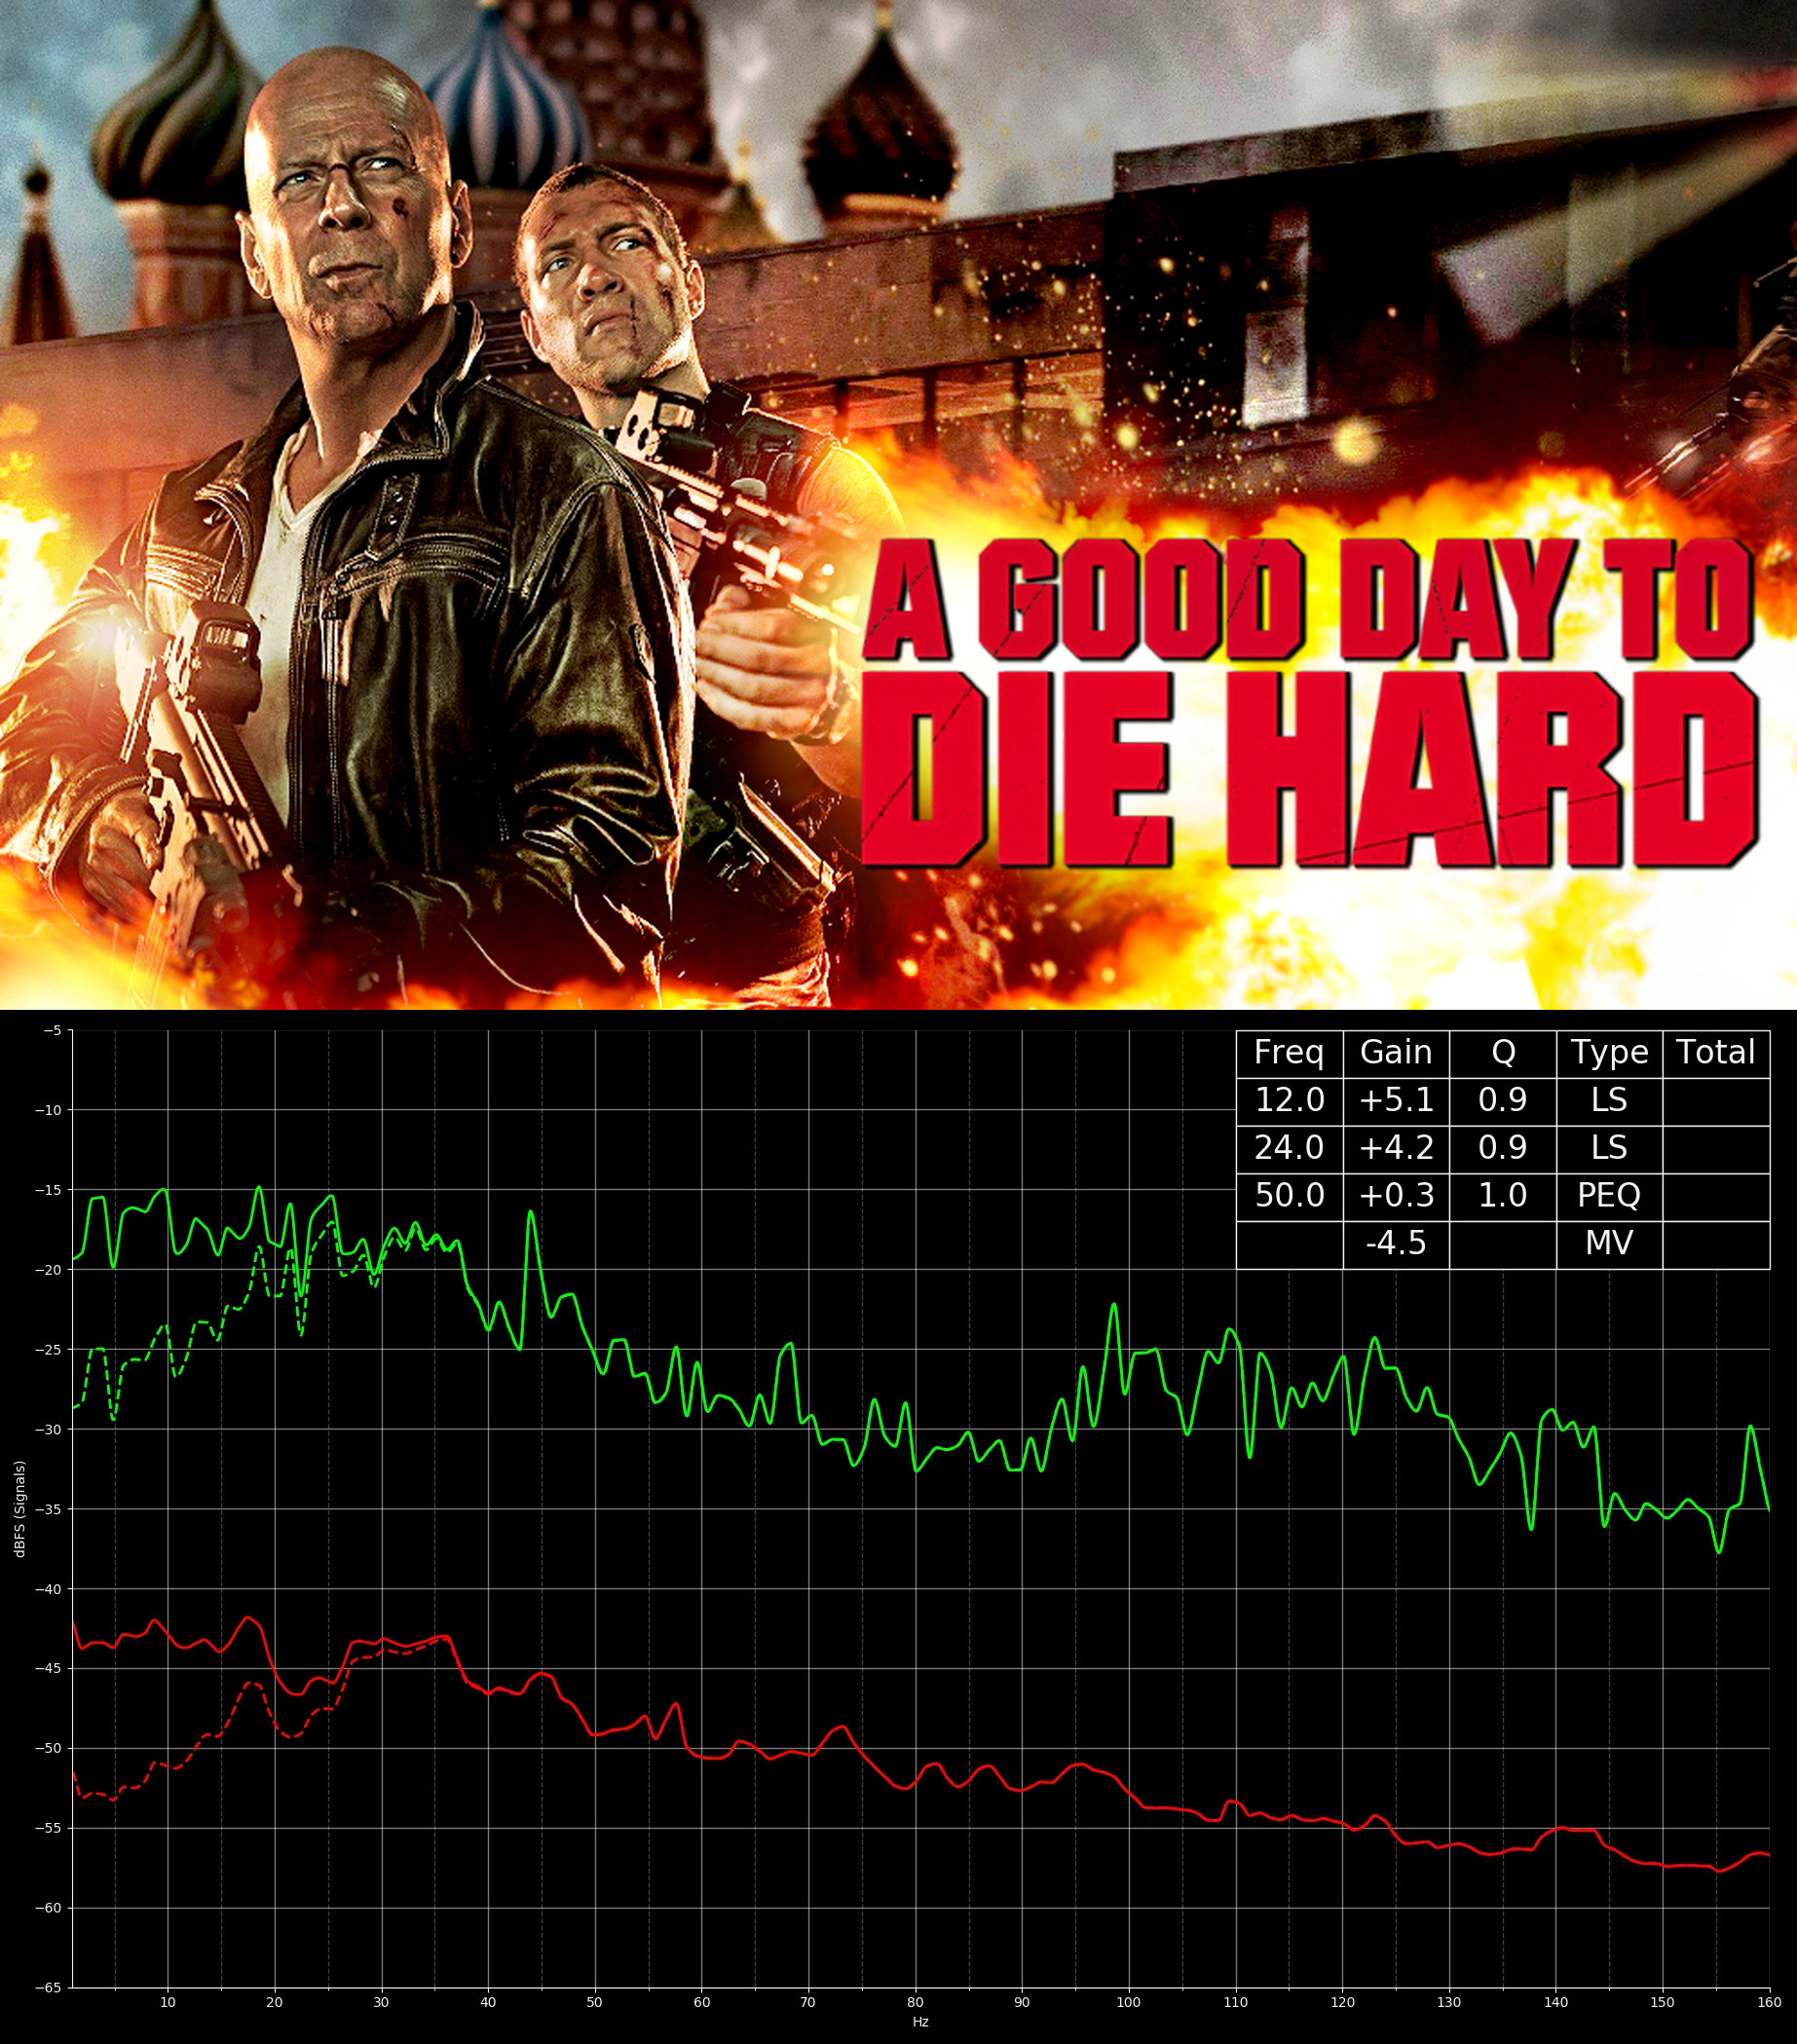 A GOOD DAY TO
DIE HARD
Freq Gain Q Type Total
12.0 +5.1 0.9 LS
24.0 +4.2 0.9 LS
50.0 +0.3 1.0 PEQ
-4.5 MV
−5
−10
−15
−20
−25
−30
−35
−40
−45
−50
−55
−60
−65
dBFS (Signals)
10 20 30 40 50 60 70 80 90 100 110 120 130 140 150 160
Hz